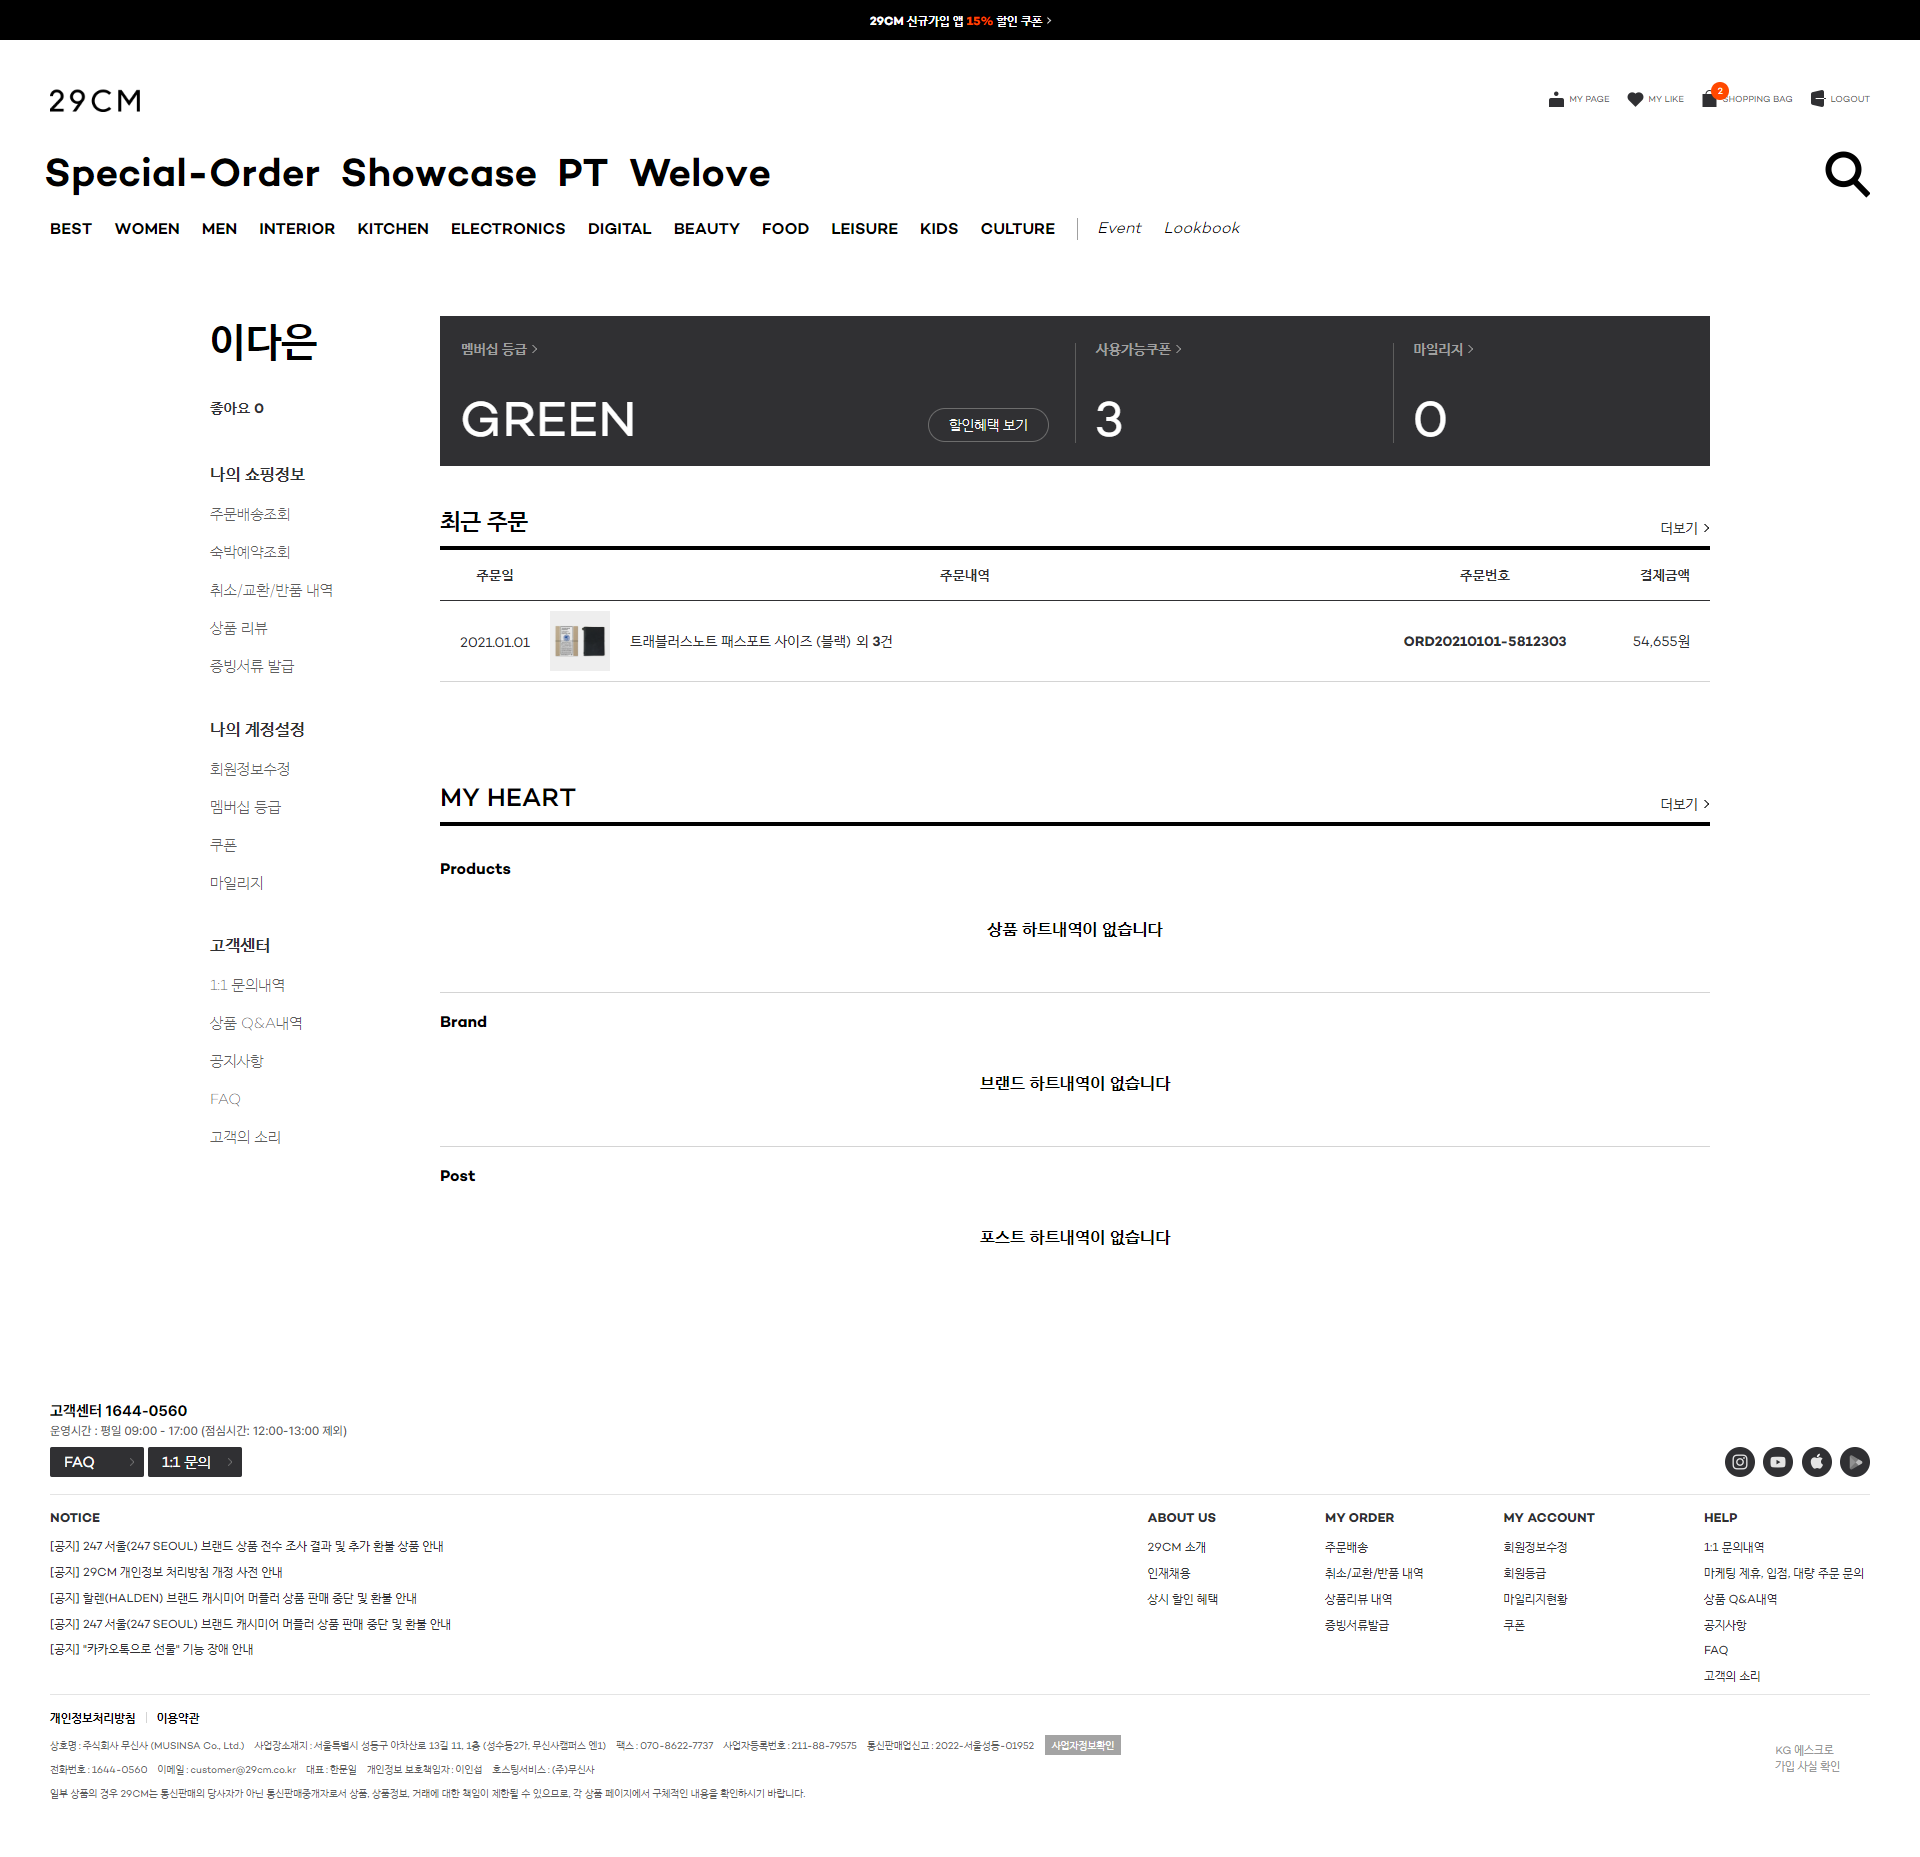 29CM 신규가입 앱 15% 할인 쿠폰 >
29CM
MY PAGE MY LIKE 2 SHOPPING BAG LOGOUT
Special-Order Showcase PT Welove
BEST WOMEN MEN INTERIOR KITCHEN ELECTRONICS DIGITAL BEAUTY FOOD LEISURE KIDS CULTURE Event Lookbook
이다은
좋아요 0
나의 쇼핑정보
주문배송조회
숙박예약조회
취소/교환/반품 내역
상품 리뷰
증빙서류 발급
나의 계정설정
회원정보수정
멤버십 등급
쿠폰
마일리지
고객센터
1:1 문의내역
상품 Q&A내역
공지사항
FAQ
고객의 소리
멤버십 등급 >
GREEN
할인혜택 보기
사용가능쿠폰 >
3
마일리지 >
0
최근 주문
더보기 >
주문일 주문내역 주문번호 결제금액
2021.01.01 트래블러스노트 패스포트 사이즈 (블랙) 외 3건 ORD20210101-5812303 54,655원
MY HEART
더보기 >
Products
상품 하트내역이 없습니다
Brand
브랜드 하트내역이 없습니다
Post
포스트 하트내역이 없습니다
고객센터 1644-0560
운영시간 : 평일 09:00 - 17:00 (점심시간: 12:00-13:00 제외)
FAQ >
1:1 문의 >
NOTICE
[공지] 247 서울(247 SEOUL) 브랜드 상품 전수 조사 결과 및 추가 환불 상품 안내
[공지] 29CM 개인정보 처리방침 개정 사전 안내
[공지] 할렌(HALDEN) 브랜드 캐시미어 머플러 상품 판매 중단 및 환불 안내
[공지] 247 서울(247 SEOUL) 브랜드 캐시미어 머플러 상품 판매 중단 및 환불 안내
[공지] "카카오톡으로 선물" 기능 장애 안내
ABOUT US
29CM 소개
인재채용
상시 할인 혜택
MY ORDER
주문배송
취소/교환/반품 내역
상품리뷰 내역
증빙서류발급
MY ACCOUNT
회원정보수정
회원등급
마일리지현황
쿠폰
HELP
1:1 문의내역
마케팅 제휴, 입점, 대량 주문 문의
상품 Q&A내역
공지사항
FAQ
고객의 소리
개인정보처리방침 이용약관
상호명 : 주식회사 무신사 (MUSINSA Co., Ltd.) 사업장소재지 : 서울특별시 성동구 아차산로 13길 11, 1층 (성수동2가, 무신사캠퍼스 엔1) 팩스 : 070-8622-7737 사업자등록번호 : 211-88-79575 통신판매업신고 : 2022-서울성동-01952 사업자정보확인
전화번호 : 1644-0560 이메일 : customer@29cm.co.kr 대표 : 한문일 개인정보 보호책임자 : 이인섭 호스팅서비스 : (주)무신사
일부 상품의 경우 29CM는 통신판매의 당사자가 아닌 통신판매중개자로서 상품, 상품정보, 거래에 대한 책임이 제한될 수 있으므로, 각 상품 페이지에서 구체적인 내용을 확인하시기 바랍니다.
KG 에스크로
가입 사실 확인